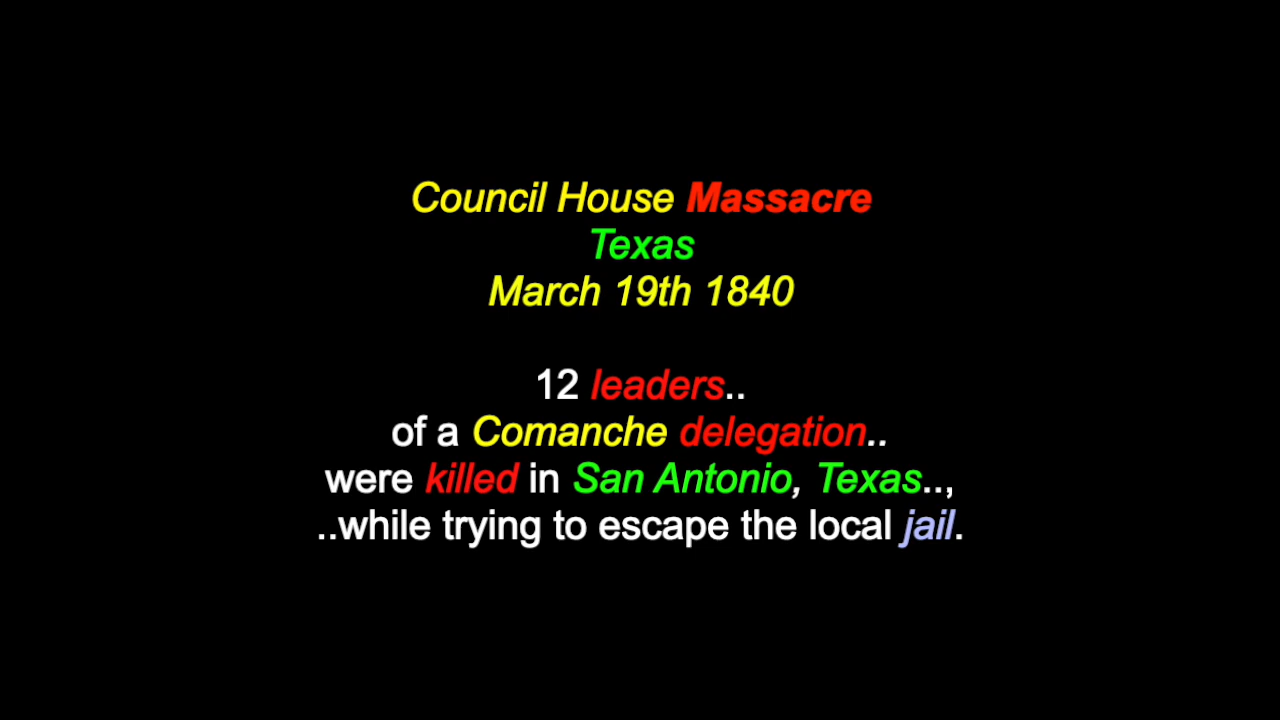 Council House Massacre
Texas
March 19th 1840
12 leaders..
of a Comanche delegation..
were killed in San Antonio, Texas..,
..while trying to escape the local jail.